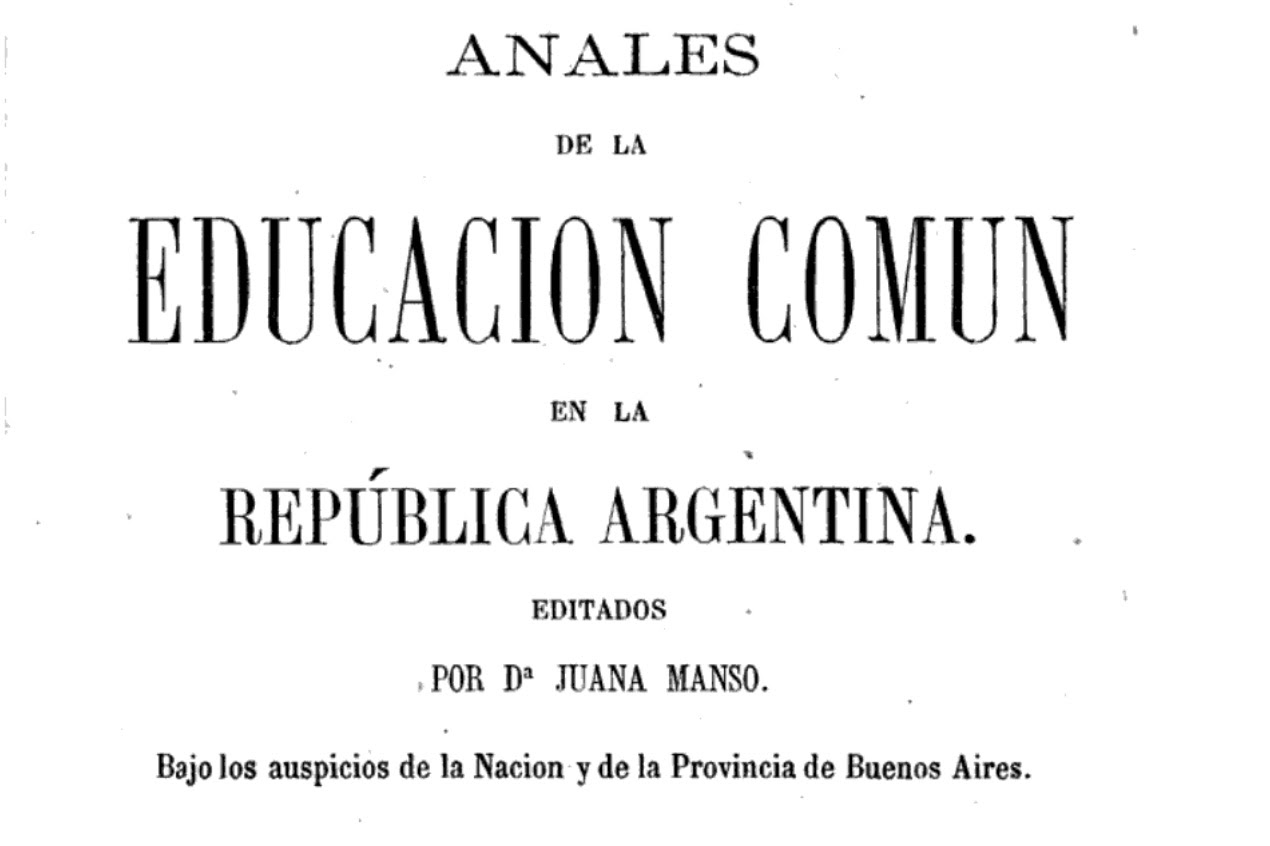 ANALES
DE LA
EDUCACION COMUN
EN LA
REPÚBLICA ARGENTINA.
EDITADOS
POR Dª JUANA MANSO.
Bajo los auspicios de la Nacion y de la Provincia de Buenos Aires.